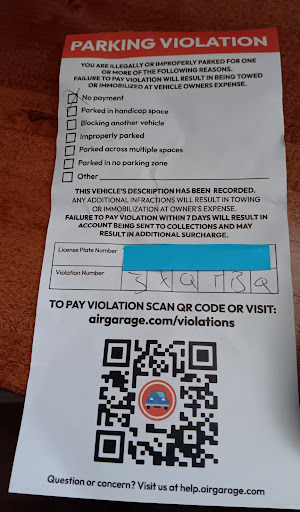 PARKING VIOLATION
YOU ARE ILLEGALLY OR IMPROPERLY PARKED FOR ONE
OR MORE OF THE FOLLOWING REASONS.
FAILURE TO PAY VIOLATION WILL RESULT IN BEING TOWED
OR IMMOBILIZED AT VEHICLE OWNERS EXPENSE.
No payment
Parked in handicap space
Blocking another vehicle
Improperly parked
Parked across multiple spaces
Parked in no parking zone
Other
THIS VEHICLE'S DESCRIPTION HAS BEEN RECORDED.
ANY ADDITIONAL INFRACTIONS WILL RESULT IN TOWING
OR IMMOBILIZATION AT OWNER'S EXPENSE.
FAILURE TO PAY VIOLATION WITHIN 7 DAYS WILL RESULT IN
ACCOUNT BEING SENT TO COLLECTIONS AND MAY
RESULT IN ADDITIONAL SURCHARGE.
License Plate Number
Violation Number
TO PAY VIOLATION SCAN QR CODE OR VISIT:
airgarage.com/violations
Question or concern? Visit us at help.airgarage.com